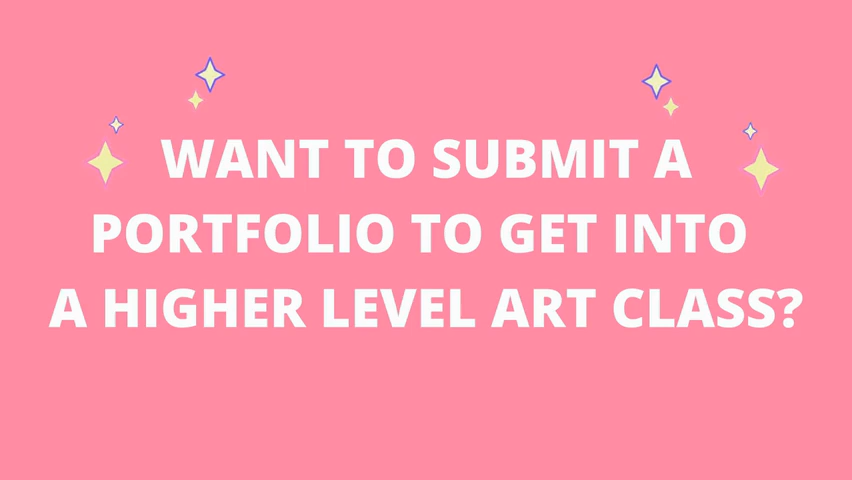 WANT TO SUBMIT A
PORTFOLIO TO GET INTO
A HIGHER LEVEL ART CLASS?